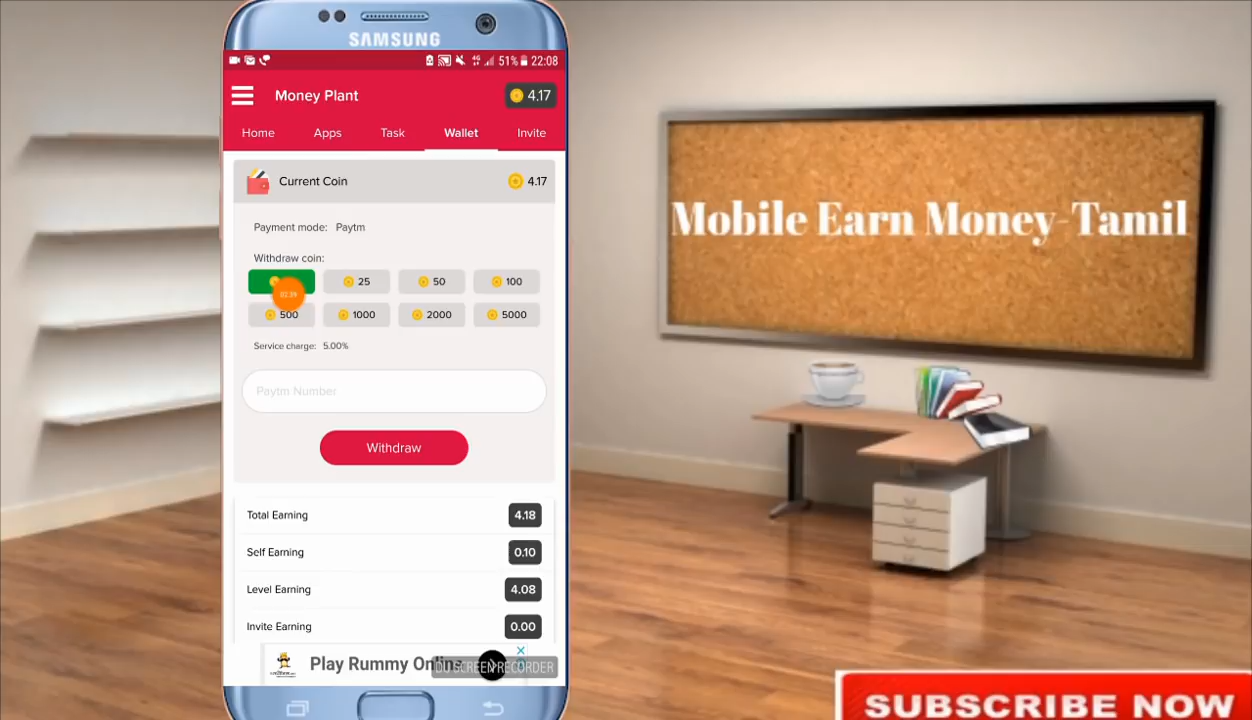 SAMSUNG
51% 22:08
Money Plant 4.17
Home Apps Task Wallet Invite
Current Coin 4.17
Payment mode: Paytm
Withdraw coin:
25 50 100
500 1000 2000 5000
Service charge: 5.00%
Paytm Number
Withdraw
Total Earning 4.18
Self Earning 0.10
Level Earning 4.08
Invite Earning 0.00
Play Rummy
DU SCREEN RECORDER
Mobile Earn Money-Tamil
SUBSCRIBE NOW